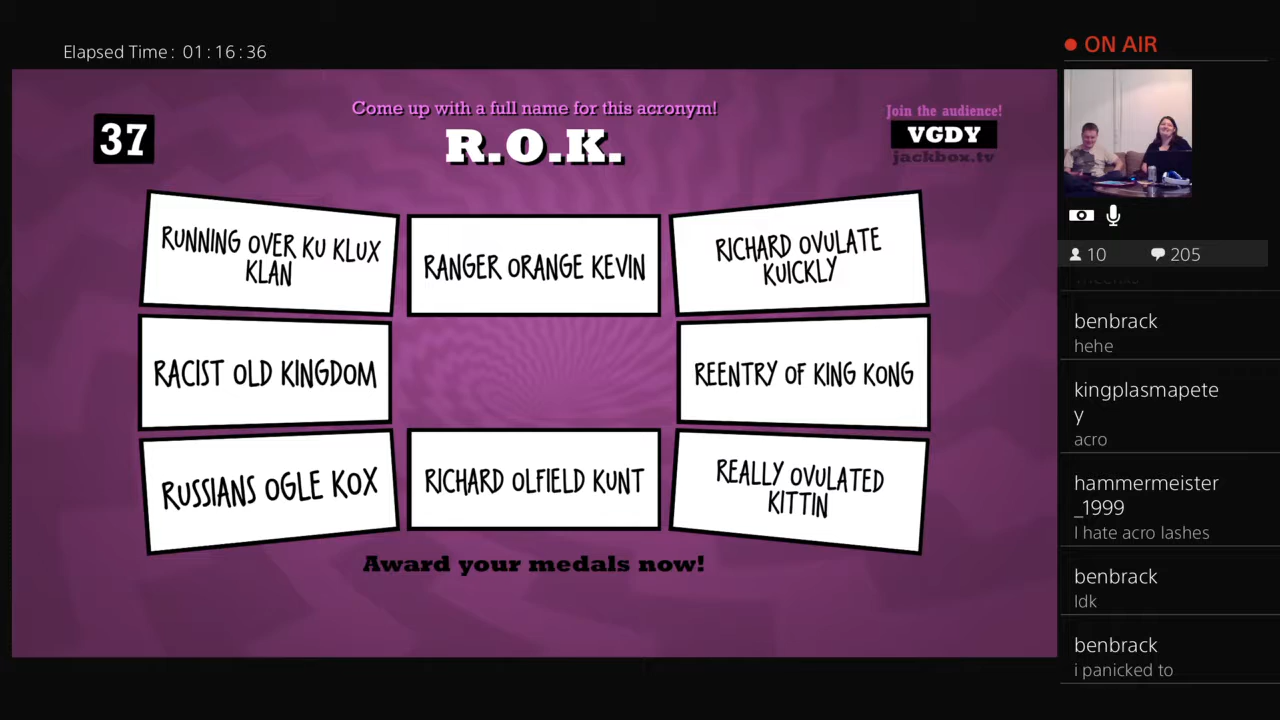 Elapsed Time: 01:16:36
ON AIR
Come up with a full name for this acronym!
37
R.O.K.
Join the audience!
VGDY
jackbox.tv
RUNNING OVER KU KLUX
KLAN
RANGER ORANGE KEVIN
RICHARD OVULATE
KUICKLY
RACIST OLD KINGDOM
REENTRY OF KING KONG
RUSSIANS OGLE KOX
RICHARD OLFIELD KUNT
REALLY OVULATED
KITTIN
Award your medals now!
10 205
benbrack
hehe
kingplasmapete
y
acro
hammermeister
_1999
I hate acro lashes
benbrack
Idk
benbrack
i panicked to